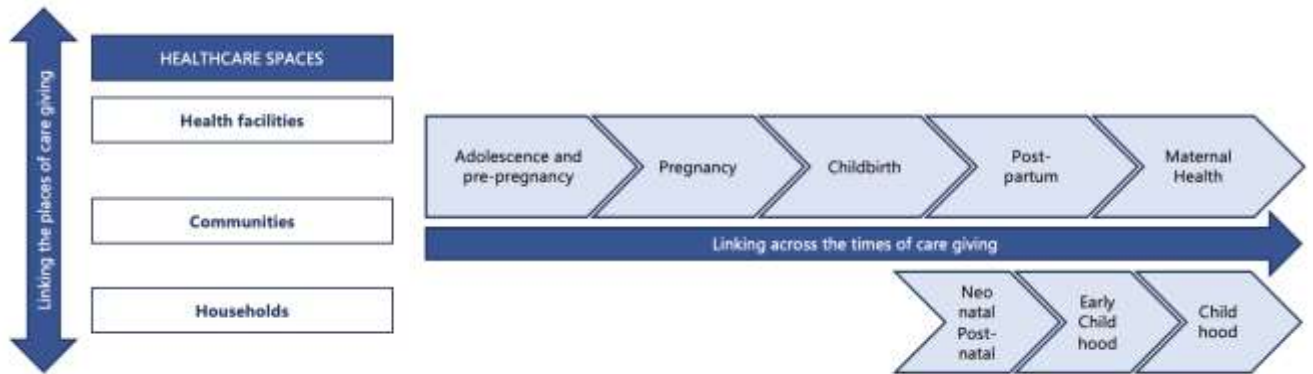 Linking the places of care giving
HEALTHCARE SPACES
Health facilities
Communities
Households
Adolescence and
pre-pregnancy
Pregnancy
Childbirth
Post-
partum
Maternal
Health
Linking across the times of care giving
Neo
natal
Post-
natal
Early
Child
hood
Child
hood